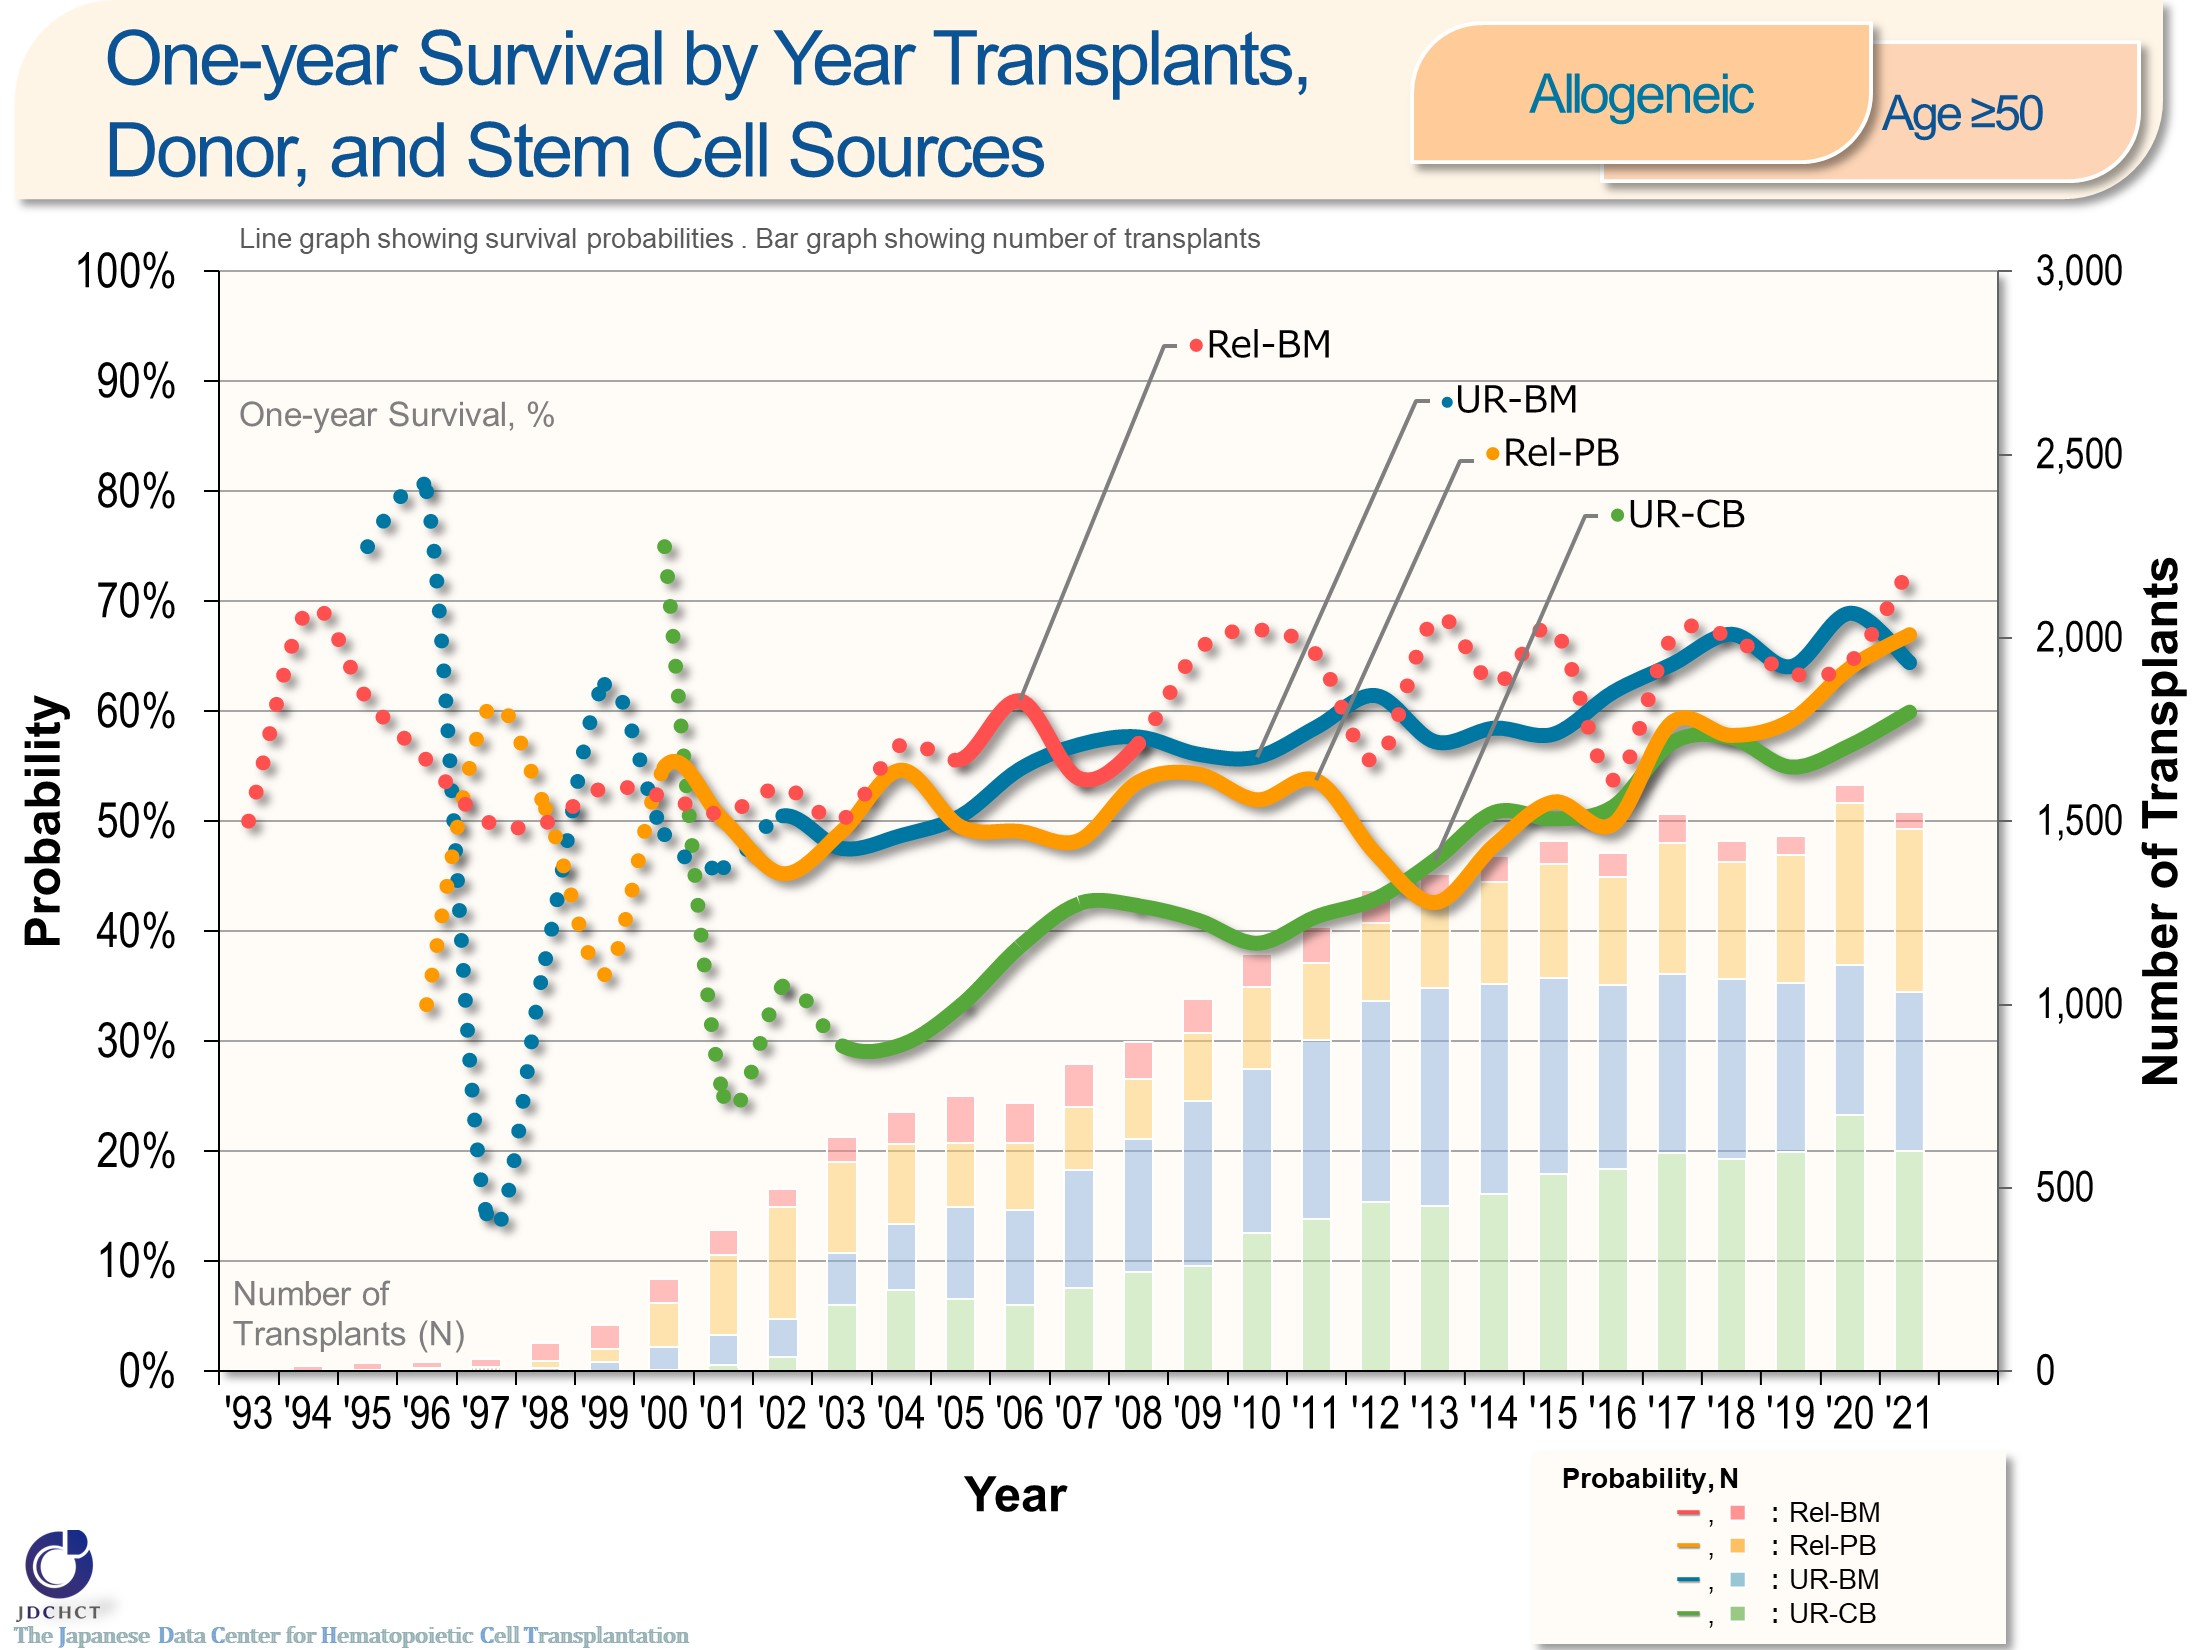 One-year Survival by Year Transplants,
Donor, and Stem Cell Sources
Allogeneic
Age ≥50
Line graph showing survival probabilities . Bar graph showing number of transplants
100%
90%
80%
70%
60%
50%
40%
30%
20%
10%
0%
3,000
2,500
2,000
1,500
1,000
500
0
Probability
Number of Transplants
One-year Survival, %
Rel-BM
UR-BM
Rel-PB
UR-CB
Number of
Transplants (N)
'93 '94 '95 '96 '97 '98 '99 '00 '01 '02 '03 '04 '05 '06 '07 '08 '09 '10 '11 '12 '13 '14 '15 '16 '17 '18 '19 '20 '21
Year
Probability, N
, : Rel-BM
, : Rel-PB
, : UR-BM
, : UR-CB
JDCHCT
The Japanese Data Center for Hematopoietic Cell Transplantation